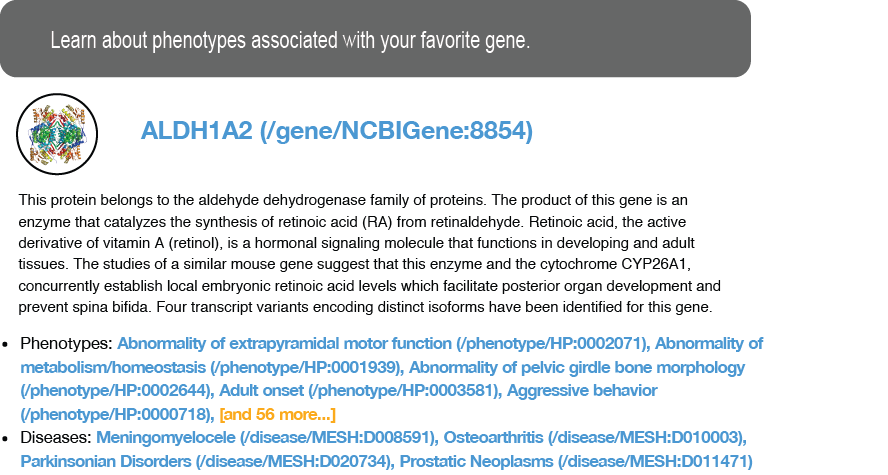 Learn about phenotypes associated with your favorite gene.
ALDH1A2 (/gene/NCBIGene:8854)
This protein belongs to the aldehyde dehydrogenase family of proteins. The product of this gene is an
enzyme that catalyzes the synthesis of retinoic acid (RA) from retinaldehyde. Retinoic acid, the active
derivative of vitamin A (retinol), is a hormonal signaling molecule that functions in developing and adult
tissues. The studies of a similar mouse gene suggest that this enzyme and the cytochrome CYP26A1,
concurrently establish local embryonic retinoic acid levels which facilitate posterior organ development and
prevent spina bifida. Four transcript variants encoding distinct isoforms have been identified for this gene.
• Phenotypes: Abnormality of extrapyramidal motor function (/phenotype/HP:0002071), Abnormality of
metabolism/homeostasis (/phenotype/HP:0001939), Abnormality of pelvic girdle bone morphology
(/phenotype/HP:0002644), Adult onset (/phenotype/HP:0003581), Aggressive behavior
(/phenotype/HP:0000718), [and 56 more...]
• Diseases: Meningomyelocele (/disease/MESH:D008591), Osteoarthritis (/disease/MESH:D010003),
Parkinsonian Disorders (/disease/MESH:D020734), Prostatic Neoplasms (/disease/MESH:D011471)